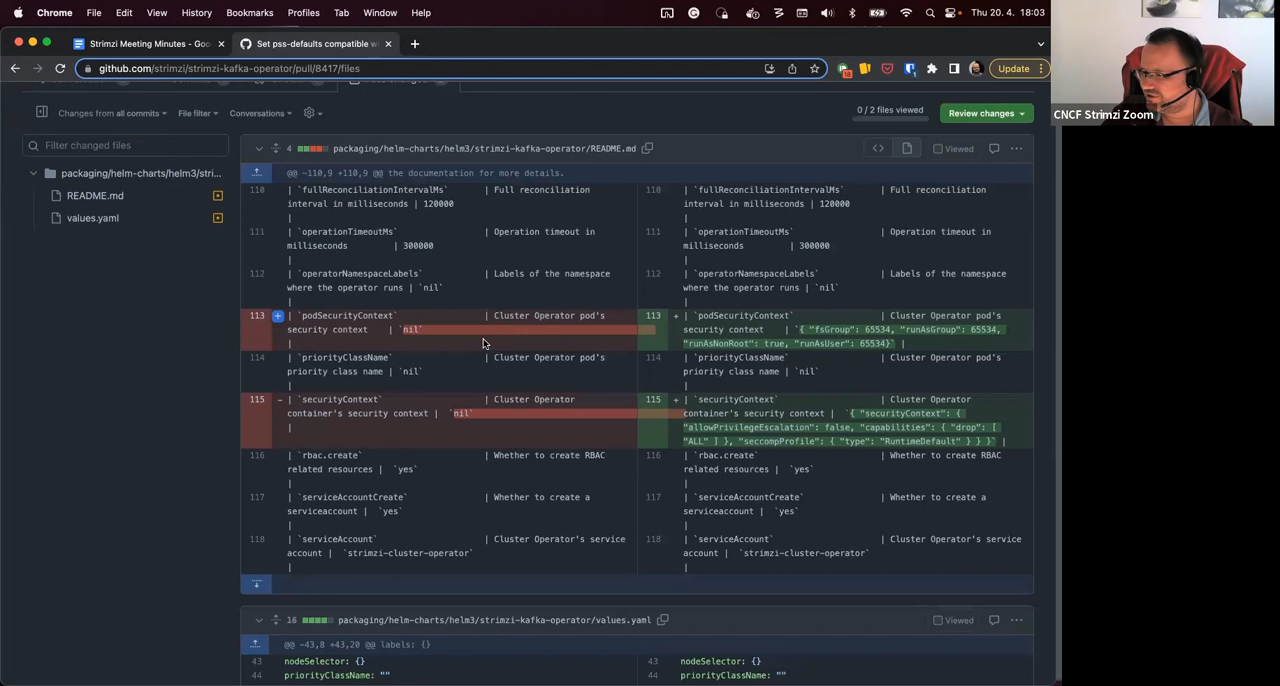 Chrome File Edit View History Bookmarks Profiles Tab Window Help Thu 20. 4. 18:03
Strimzi Meeting Minutes - Goo
Set pss-defaults compatible w
github.com/strimzi/strimzi-kafka-operator/pull/8417/files
18
1
Update
CNCF Strimzi Zoom
Changes from all commits
File filter
Conversations
0 / 2 files viewed
Review changes
Filter changed files
packaging/helm-charts/helm3/stri...
README.md
values.yaml
4 packaging/helm-charts/helm3/strimzi-kafka-operator/README.md
Viewed
@@ -110,9 +110,9 @@ the documentation for more details.
110 | `fullReconciliationIntervalMs` | Full reconciliation
interval in milliseconds | 120000
|
111 | `operationTimeoutMs` | Operation timeout in
milliseconds | 300000
|
112 | `operatorNamespaceLabels` | Labels of the namespace
where the operator runs | `nil`
|
113 | `podSecurityContext` | Cluster Operator pod's
security context | `nil`
|
114 | `priorityClassName` | Cluster Operator pod's
priority class name | `nil`
|
115 - | `securityContext` | Cluster Operator
container's security context | `nil`
|
116 | `rbac.create` | Whether to create RBAC
related resources | `yes`
|
117 | `serviceAccountCreate` | Whether to create a
serviceaccount | `yes`
|
118 | `serviceAccount` | Cluster Operator's service
account | `strimzi-cluster-operator`
|
110 | `fullReconciliationIntervalMs` | Full reconciliation
interval in milliseconds | 120000
|
111 | `operationTimeoutMs` | Operation timeout in
milliseconds | 300000
|
112 | `operatorNamespaceLabels` | Labels of the namespace
where the operator runs | `nil`
|
113 + | `podSecurityContext` | Cluster Operator pod's
security context | `{ "fsGroup": 65534, "runAsGroup": 65534,
"runAsNonRoot": true, "runAsUser": 65534}` |
114 | `priorityClassName` | Cluster Operator pod's
priority class name | `nil`
|
115 + | `securityContext` | Cluster Operator
container's security context | `{ "securityContext": {
"allowPrivilegeEscalation": false, "capabilities": { "drop": [
"ALL" ] }, "seccompProfile": { "type": "RuntimeDefault" } } }` |
116 | `rbac.create` | Whether to create RBAC
related resources | `yes`
|
117 | `serviceAccountCreate` | Whether to create a
serviceaccount | `yes`
|
118 | `serviceAccount` | Cluster Operator's service
account | `strimzi-cluster-operator`
|
16 packaging/helm-charts/helm3/strimzi-kafka-operator/values.yaml
Viewed
@@ -43,8 +43,20 @@ labels: {}
43 nodeSelector: {}
44 priorityClassName: ""
43 nodeSelector: {}
44 priorityClassName: ""